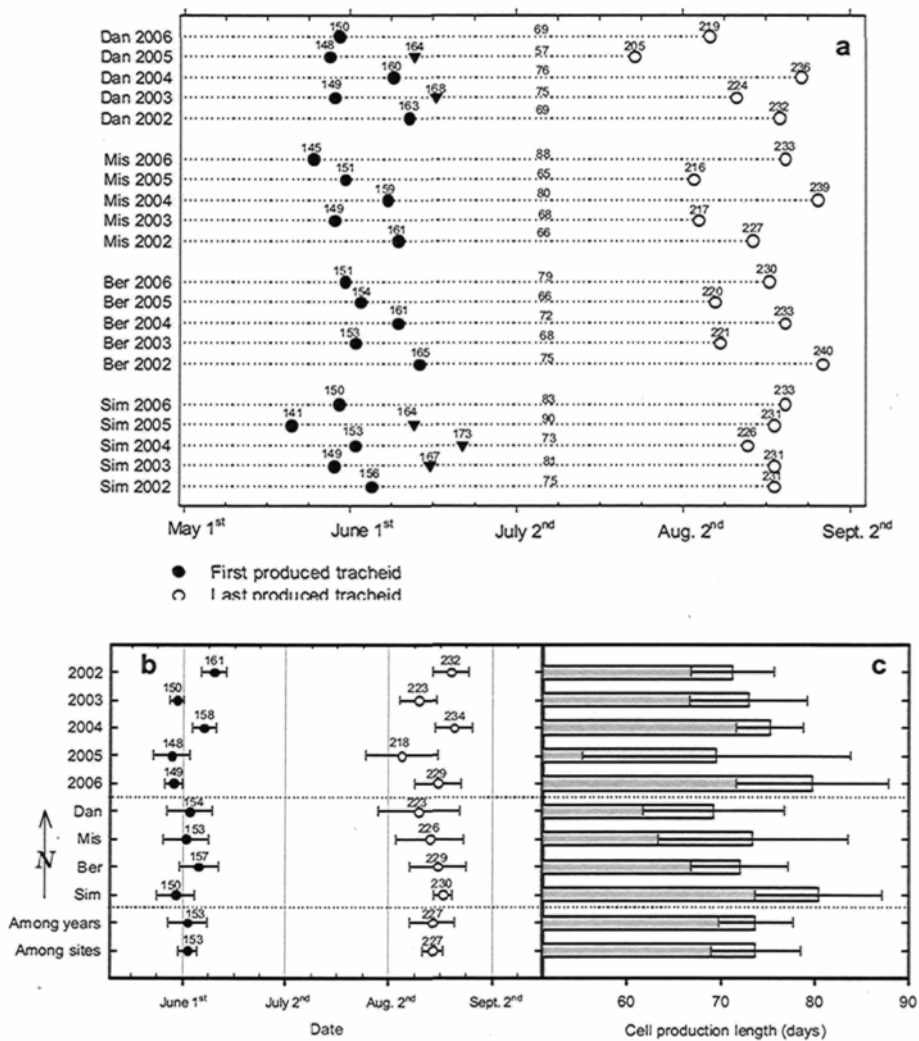 150 69 219
Dan 2006
148 164 57 205
Dan 2005
a
160 76 236
Dan 2004
149 168 75 224
Dan 2003
163 69 232
Dan 2002
145 88 233
Mis 2006
151 65 216
Mis 2005
159 80 239
Mis 2004
149 68 217
Mis 2003
161 66 227
Mis 2002
151 79 230
Ber 2006
154 66 220
Ber 2005
161 72 233
Ber 2004
153 68 221
Ber 2003
165 75 240
Ber 2002
150 83 233
Sim 2006
141 164 90 231
Sim 2005
153 173 73 226
Sim 2004
149 167 81 231
Sim 2003
156 75 231
Sim 2002
May 1st June 1st July 2nd Aug. 2nd Sept. 2nd
First produced tracheid
Last produced tracheid
b c
161 232
2002
150 223
2003
158 234
2004
148 218
2005
149 229
2006
154 223
Dan
153 226
Mis
N
157 229
Ber
150 230
Sim
153 227
Among years
153 227
Among sites
June 1st July 2nd Aug. 2nd Sept. 2nd 60 70 80 90
Date Cell production length (days)